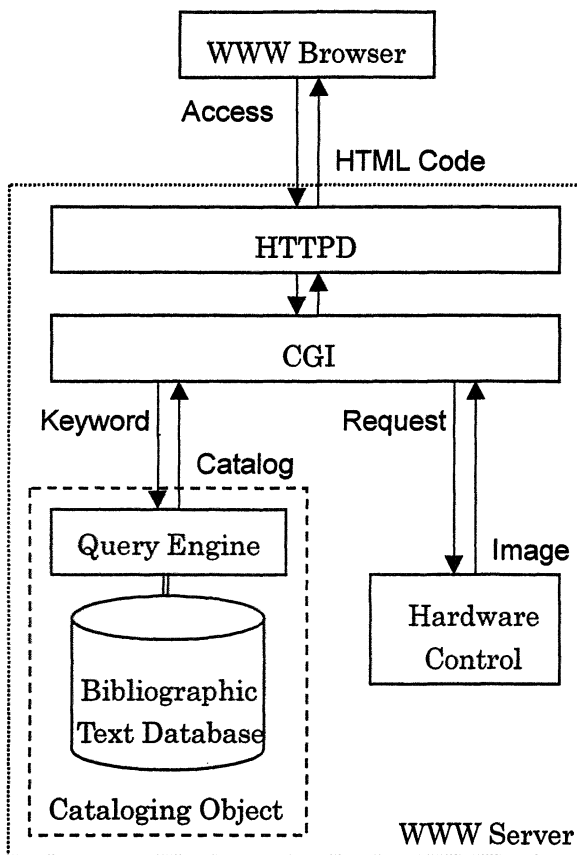 WWW Browser
Access
HTML Code
HTTPD
CGI
Keyword
Request
Catalog
Query Engine
Image
Hardware
Control
Bibliographic
Text Database
Cataloging Object
WWW Server